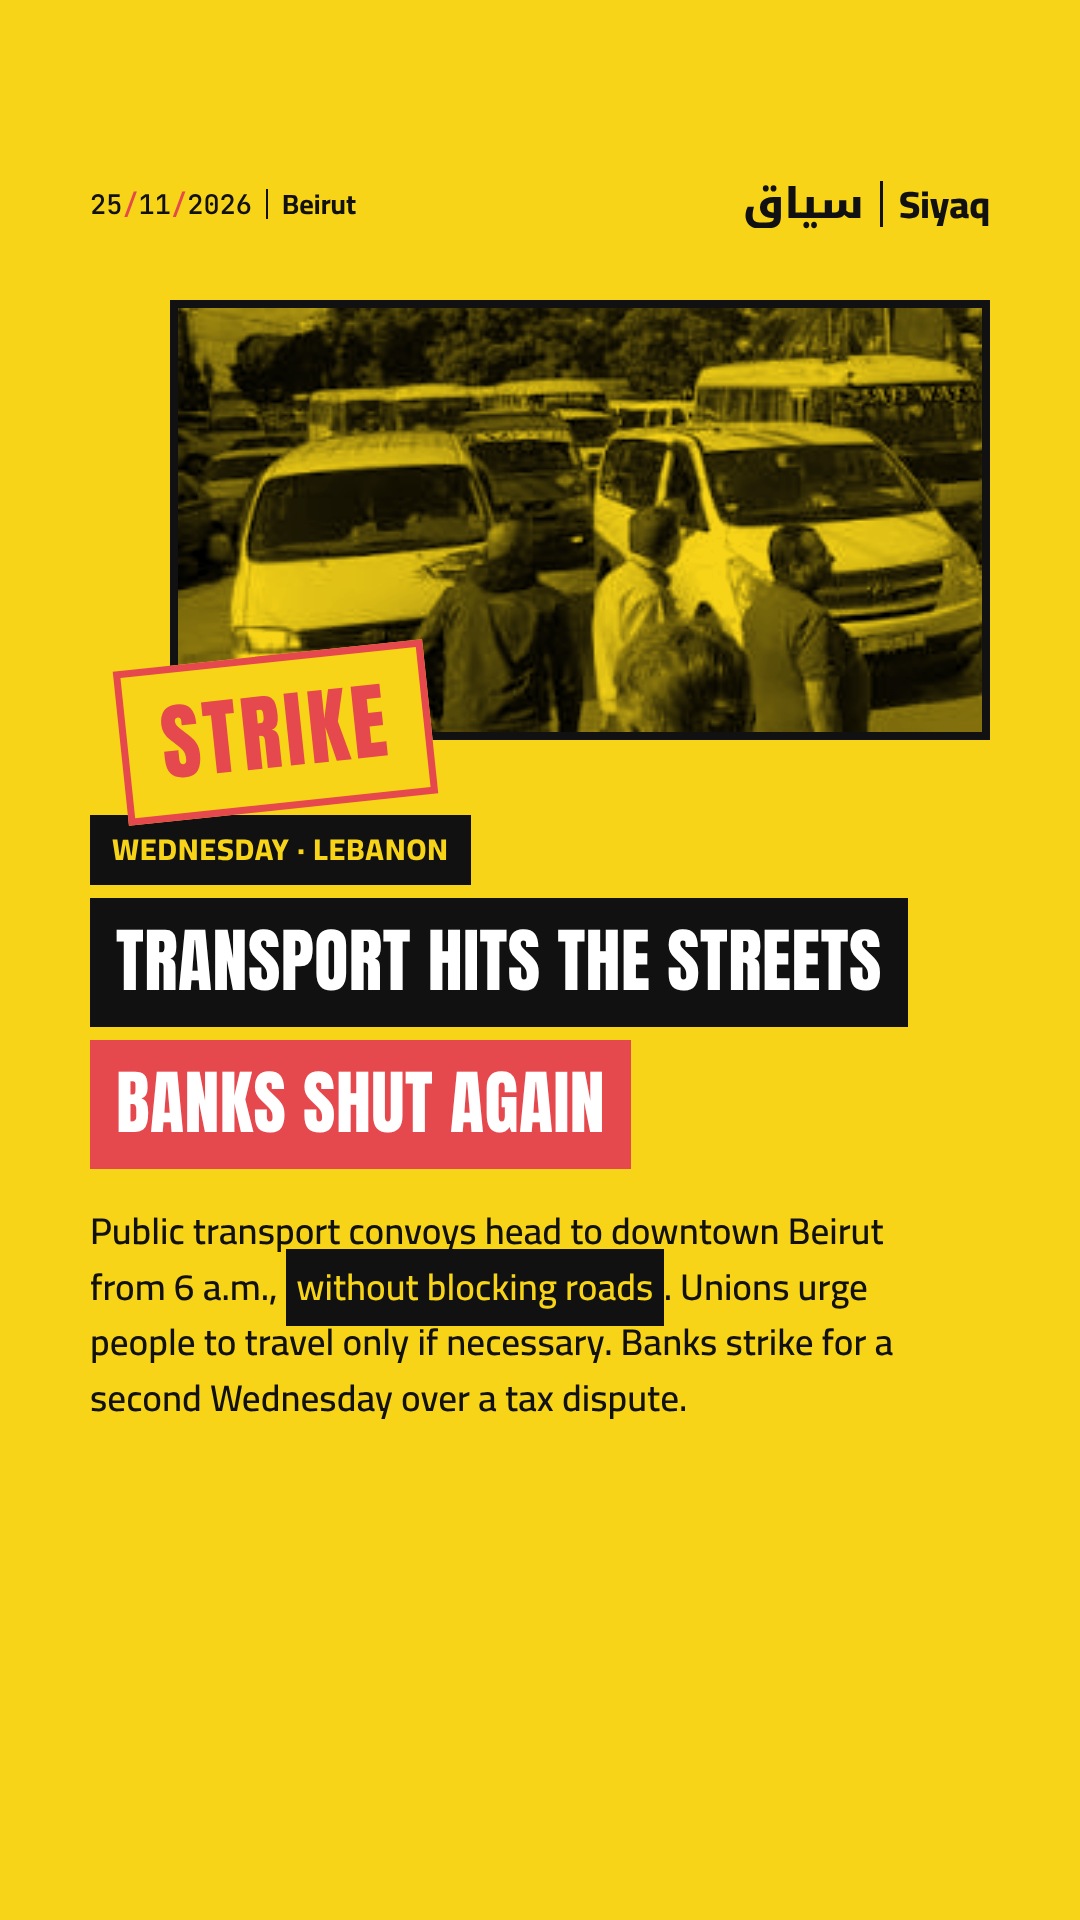 25/11/2026 | Beirut
سياق | Siyaq
STRIKE
WEDNESDAY · LEBANON
TRANSPORT HITS THE STREETS
BANKS SHUT AGAIN
Public transport convoys head to downtown Beirut
from 6 a.m., without blocking roads. Unions urge
people to travel only if necessary. Banks strike for a
second Wednesday over a tax dispute.